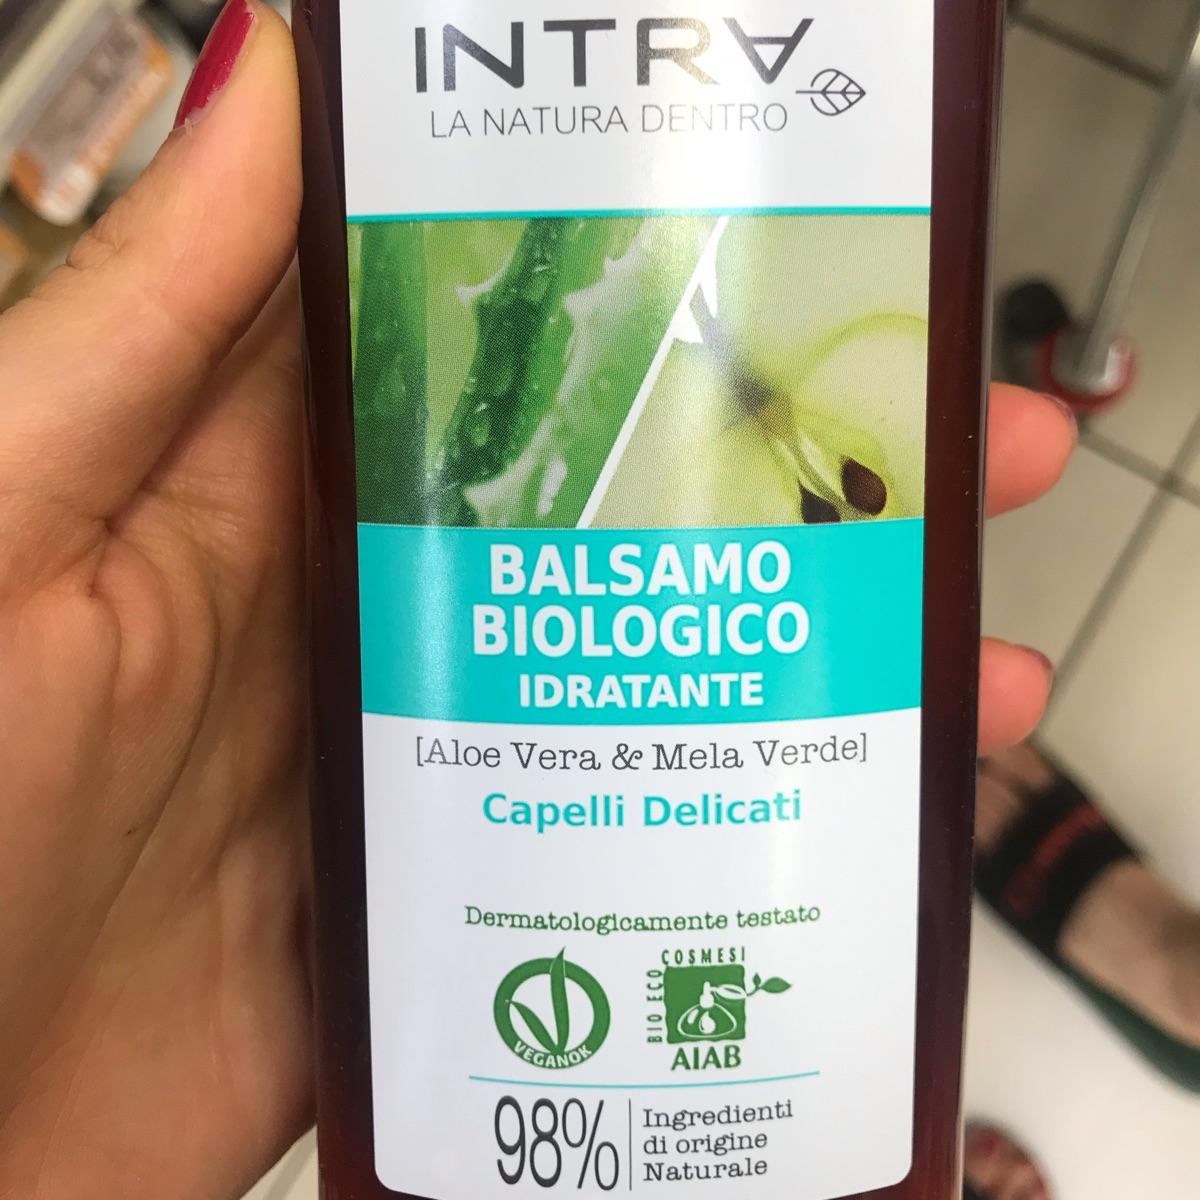 INTRA
LA NATURA DENTRO
BALSAMO
BIOLOGICO
IDRATANTE
[Aloe Vera & Mela Verde]
Capelli Delicati
Dermatologicamente testato
VEGANOK
COSMESI
BIO ECO
AIAB
98%
Ingredienti
di origine
Naturale